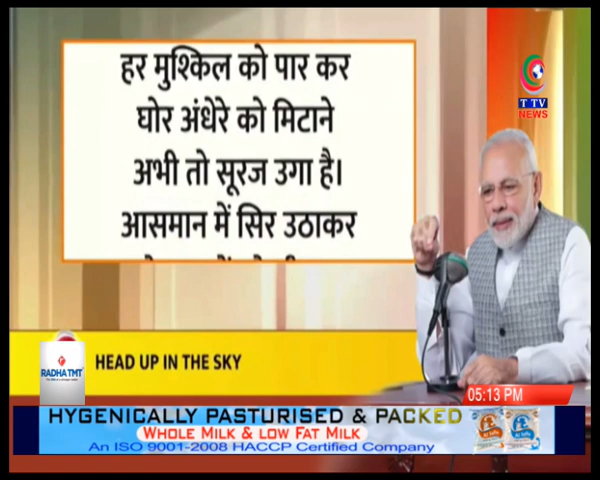 हर मुश्किल को पार कर
घोर अंधेरे को मिटाने
अभी तो सूरज उगा है।
आसमान में सिर उठाकर
T TV
NEWS
RADHA TMT
HEAD UP IN THE SKY
05:13 PM
HYGENICALLY PASTURISED & PACKED
WHOLE MILK & LOW FAT MILK
An ISO 9001-2008 HACCP Certified Company